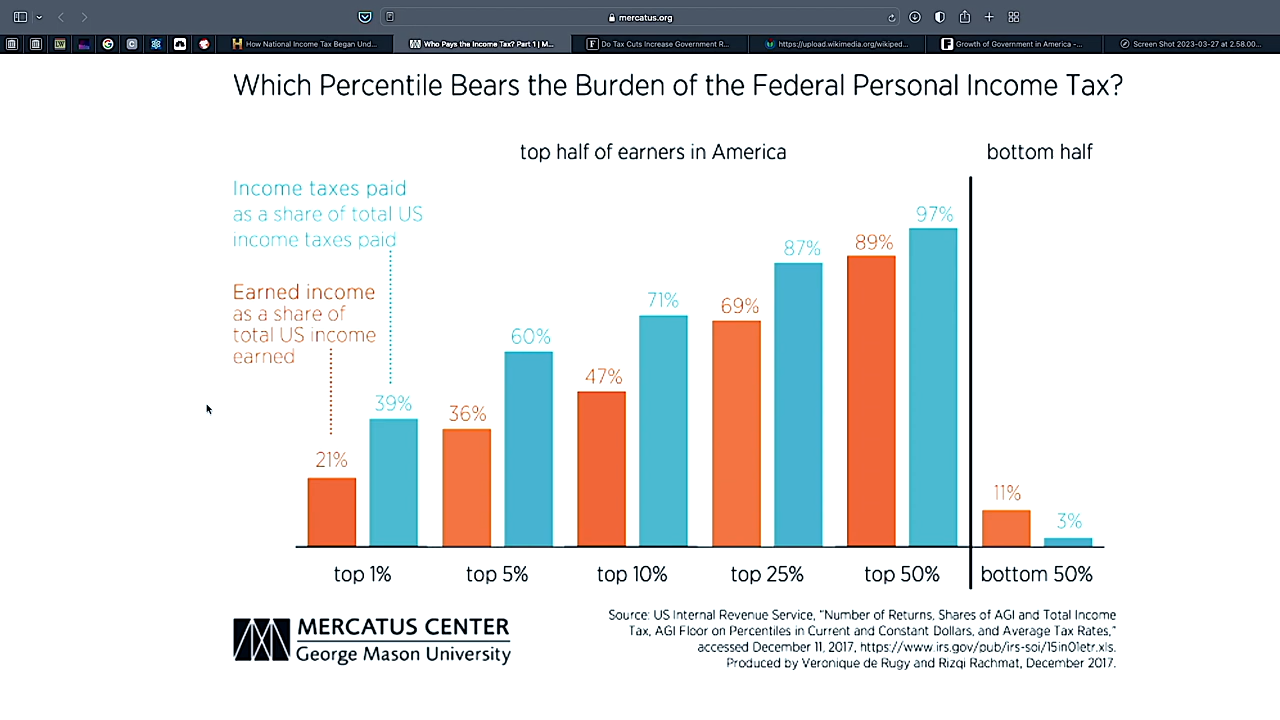 mercatus.org
How National Income Tax Began Und...
Who Pays the Income Tax? Part 1 | M...
Do Tax Cuts Increase Government R...
https://upload.wikimedia.org/wikiped...
Growth of Government in America -...
Screen Shot 2023-03-27 at 2.58.00...
Which Percentile Bears the Burden of the Federal Personal Income Tax?
top half of earners in America
bottom half
Income taxes paid
as a share of total US
income taxes paid
Earned income
as a share of
total US income
earned
21%
39%
36%
60%
47%
71%
69%
87%
89%
97%
11%
3%
top 1%
top 5%
top 10%
top 25%
top 50%
bottom 50%
MERCATUS CENTER
George Mason University
Source: US Internal Revenue Service, "Number of Returns, Shares of AGI and Total Income
Tax, AGI Floor on Percentiles in Current and Constant Dollars, and Average Tax Rates,"
accessed December 11, 2017, https://www.irs.gov/pub/irs-soi/15in01etr.xls.
Produced by Veronique de Rugy and Rizqi Rachmat, December 2017.